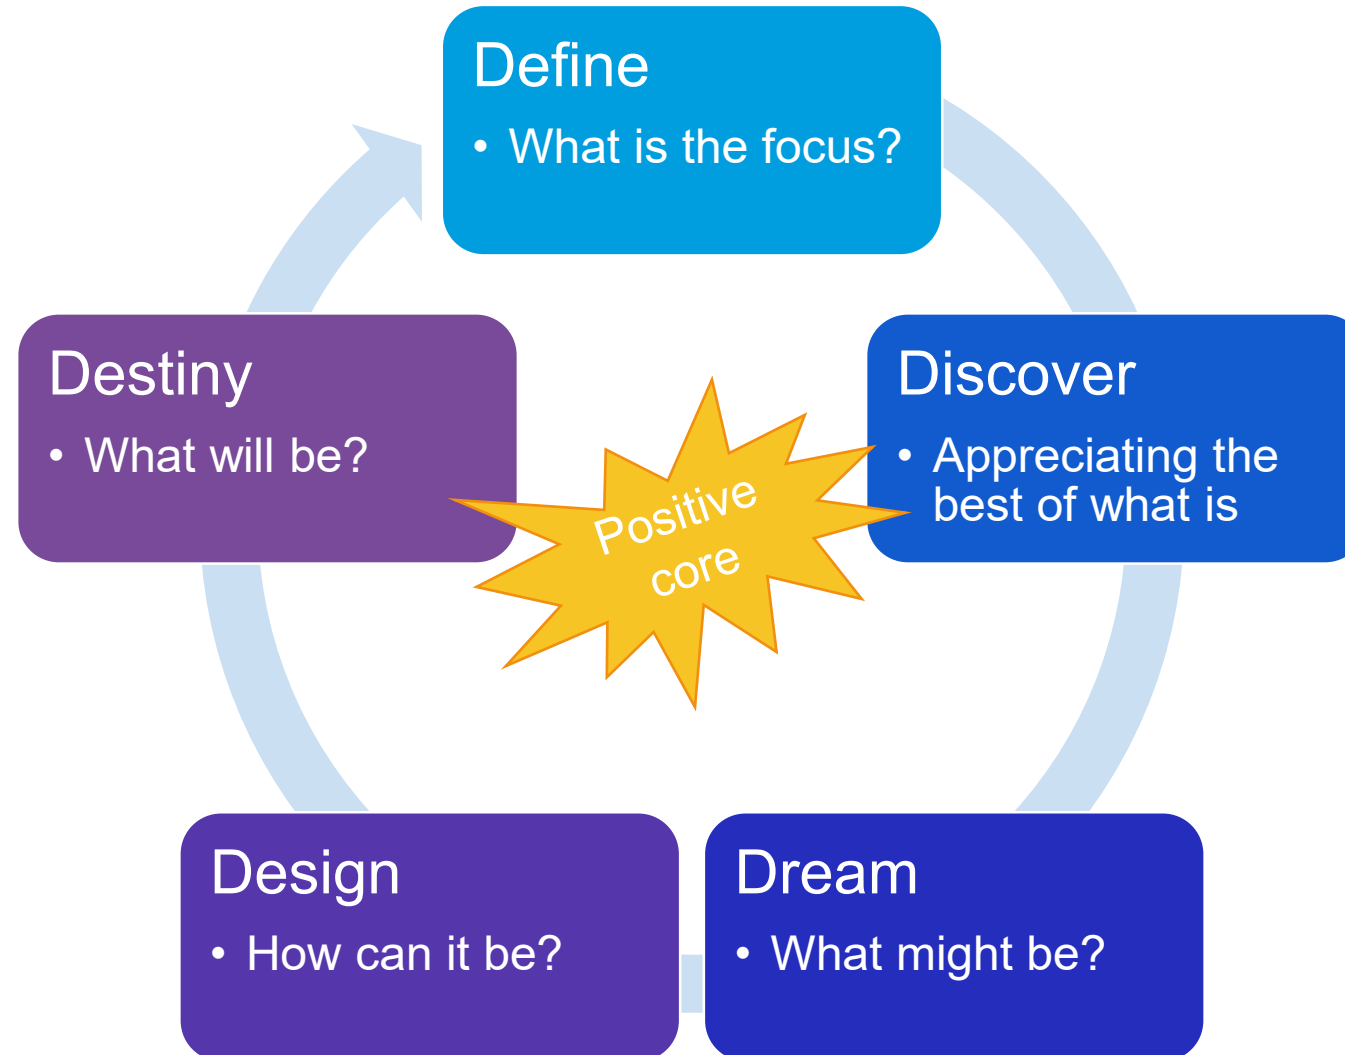 Define
• What is the focus?
Discover
• Appreciating the
best of what is
Dream
• What might be?
Design
• How can it be?
Destiny
• What will be?
Positive
core